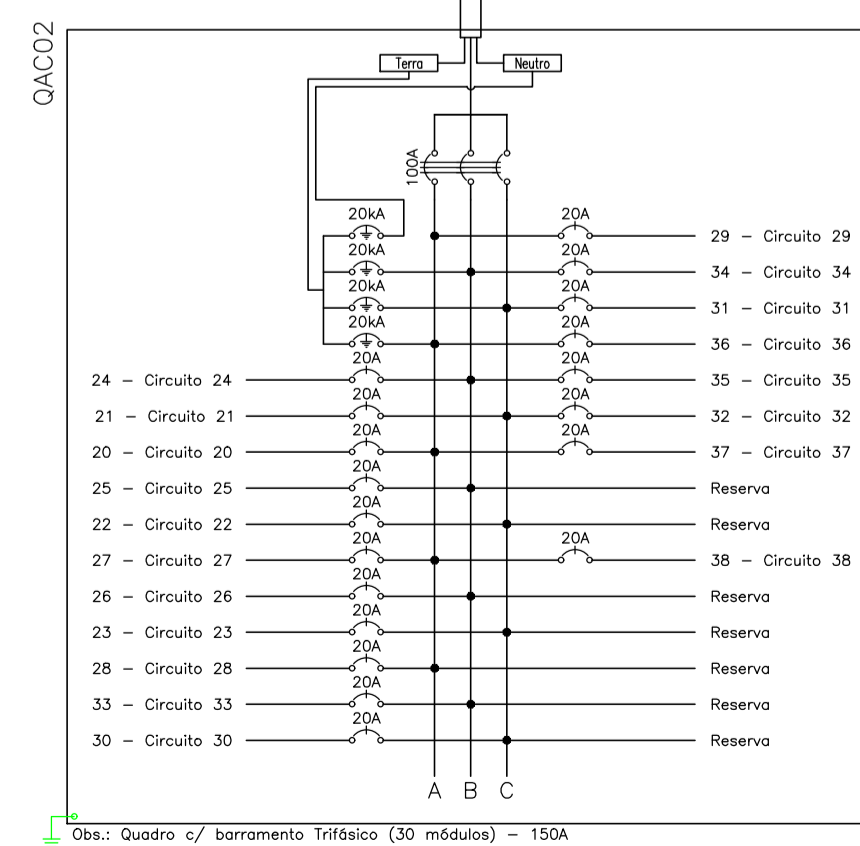 QAC02
Terra
Neutro
100A
20kA 20A
29 – Circuito 29
20kA 20A
34 – Circuito 34
20kA 20A
31 – Circuito 31
20kA 20A
36 – Circuito 36
20A 20A
24 – Circuito 24 35 – Circuito 35
20A 20A
21 – Circuito 21 32 – Circuito 32
20A 20A
20 – Circuito 20 37 – Circuito 37
20A
25 – Circuito 25 Reserva
20A
22 – Circuito 22 Reserva
20A 20A
27 – Circuito 27 38 – Circuito 38
20A
26 – Circuito 26 Reserva
20A
23 – Circuito 23 Reserva
20A
28 – Circuito 28 Reserva
20A
33 – Circuito 33 Reserva
20A
30 – Circuito 30 Reserva
A B C
Obs.: Quadro c/ barramento Trifásico (30 módulos) – 150A